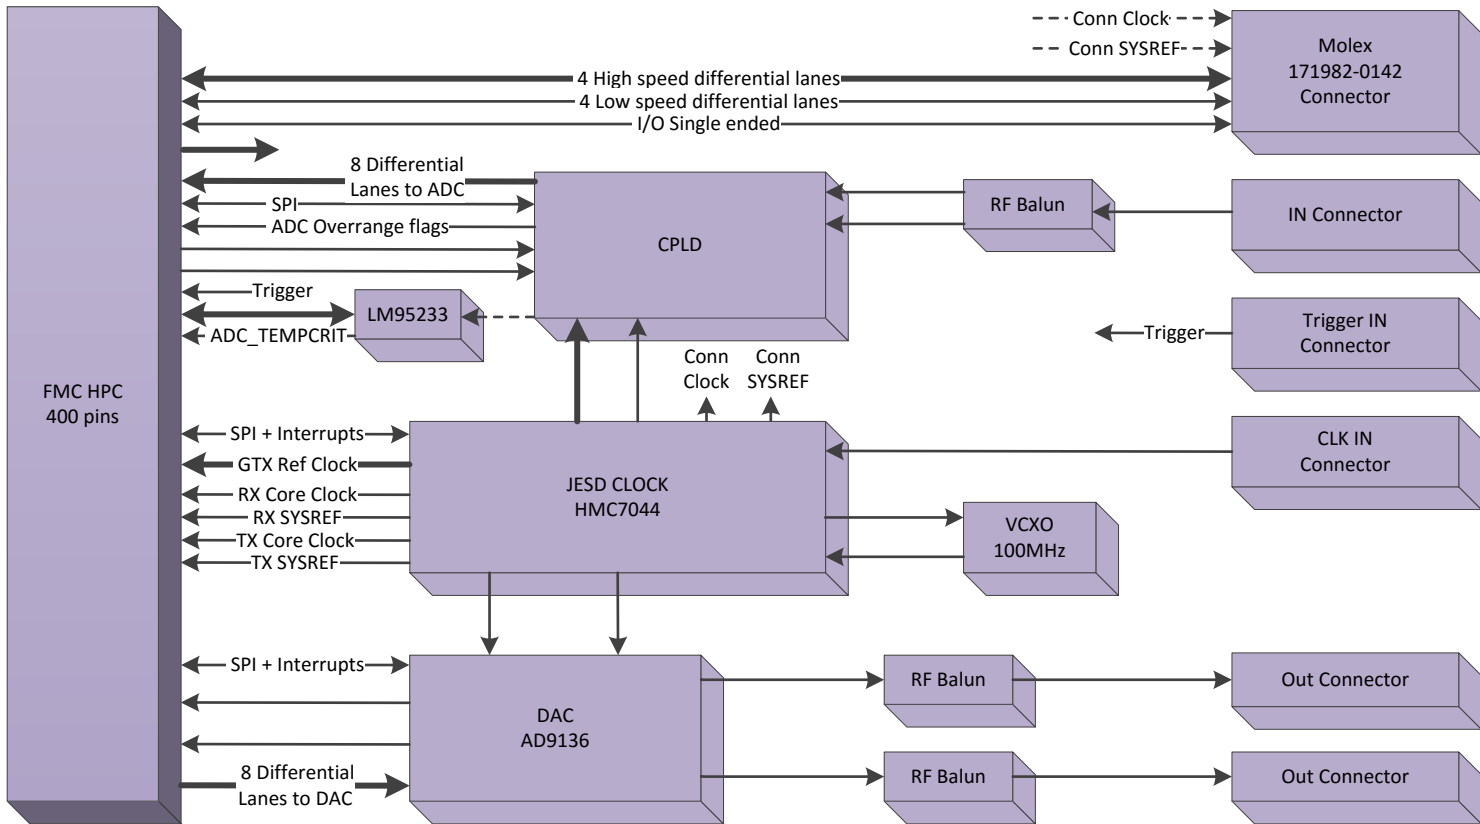 Conn Clock
Conn SYSREF
Molex
171982-0142
Connector
4 High speed differential lanes
4 Low speed differential lanes
I/O Single ended
8 Differential
Lanes to ADC
SPI
ADC Overrange flags
CPLD
RF Balun
IN Connector
Trigger
LM95233
ADC_TEMPCRIT
Trigger
Trigger IN
Connector
FMC HPC
400 pins
Conn
Clock
Conn
SYSREF
SPI + Interrupts
GTX Ref Clock
RX Core Clock
RX SYSREF
TX Core Clock
TX SYSREF
JESD CLOCK
HMC7044
CLK IN
Connector
VCXO
100MHz
SPI + Interrupts
DAC
AD9136
8 Differential
Lanes to DAC
RF Balun
Out Connector
RF Balun
Out Connector